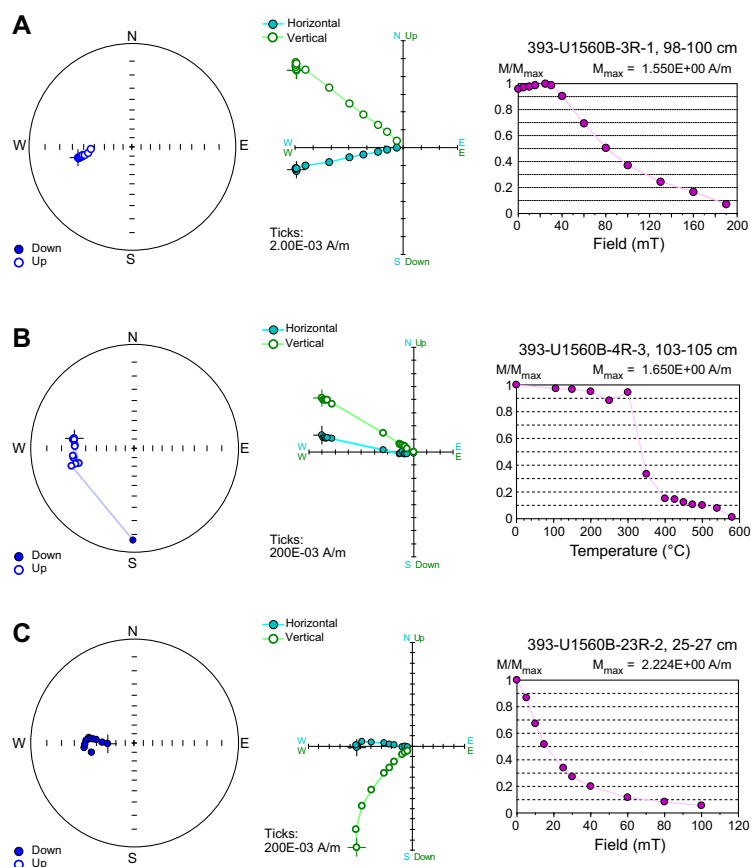 A
N
W
E
S
Down
Up
Horizontal
Vertical
N Up
W
W
E
E
S Down
Ticks:
2.00E-03 A/m
393-U1560B-3R-1, 98-100 cm
M/Mmax Mmax = 1.550E+00 A/m
1
0.8
0.6
0.4
0.2
0
0 40 80 120 160 200
Field (mT)
B
N
W
E
S
Down
Up
Horizontal
Vertical
N Up
W
W
E
E
S Down
Ticks:
200E-03 A/m
393-U1560B-4R-3, 103-105 cm
M/Mmax Mmax = 1.650E+00 A/m
1
0.8
0.6
0.4
0.2
0
0 100 200 300 400 500 600
Temperature (°C)
C
N
W
E
S
Down
Up
Horizontal
Vertical
N Up
W
W
E
E
S Down
Ticks:
200E-03 A/m
393-U1560B-23R-2, 25-27 cm
M/Mmax Mmax = 2.224E+00 A/m
1
0.8
0.6
0.4
0.2
0
0 20 40 60 80 100 120
Field (mT)